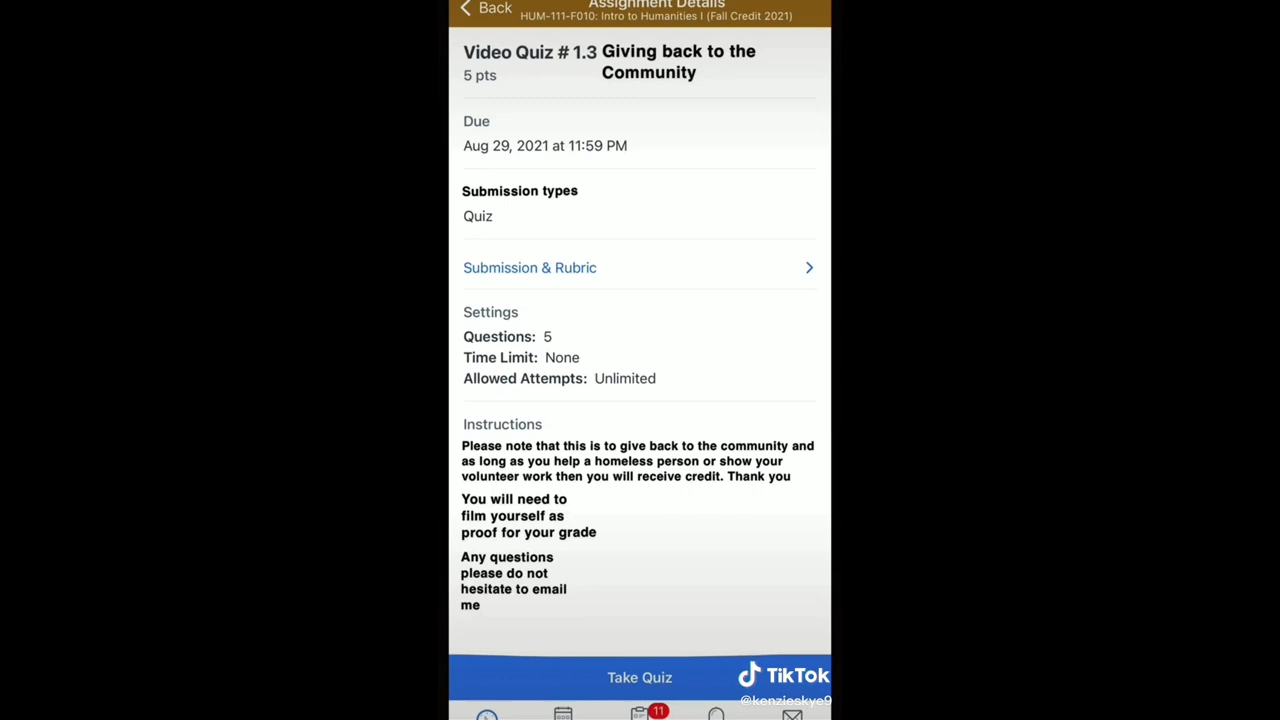 Back
Assignment Details
HUM-111-F010: Intro to Humanities I (Fall Credit 2021)
Video Quiz # 1.3 Giving back to the
Community
5 pts
Due
Aug 29, 2021 at 11:59 PM
Submission types
Quiz
Submission & Rubric
Settings
Questions: 5
Time Limit: None
Allowed Attempts: Unlimited
Instructions
Please note that this is to give back to the community and
as long as you help a homeless person or show your
volunteer work then you will receive credit. Thank you
You will need to
film yourself as
proof for your grade
Any questions
please do not
hesitate to email
me
Take Quiz
TikTok
@kenzieskye9
11